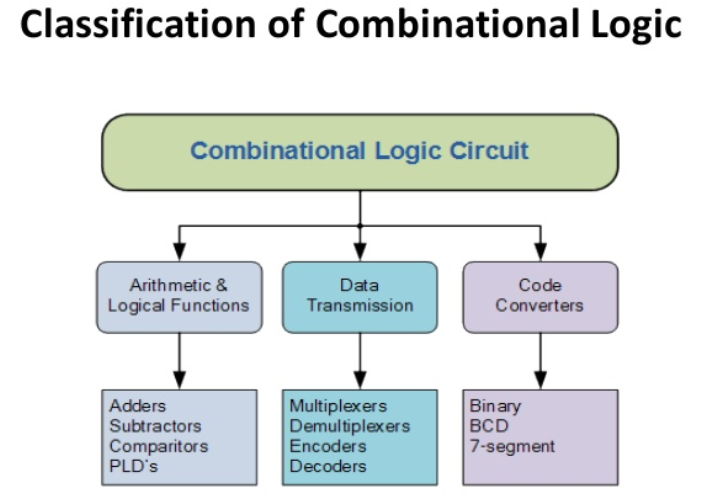 Classification of Combinational Logic
Combinational Logic Circuit
Arithmetic &
Logical Functions
Data
Transmission
Code
Converters
Adders
Subtractors
Comparitors
PLD's
Multiplexers
Demultiplexers
Encoders
Decoders
Binary
BCD
7-segment